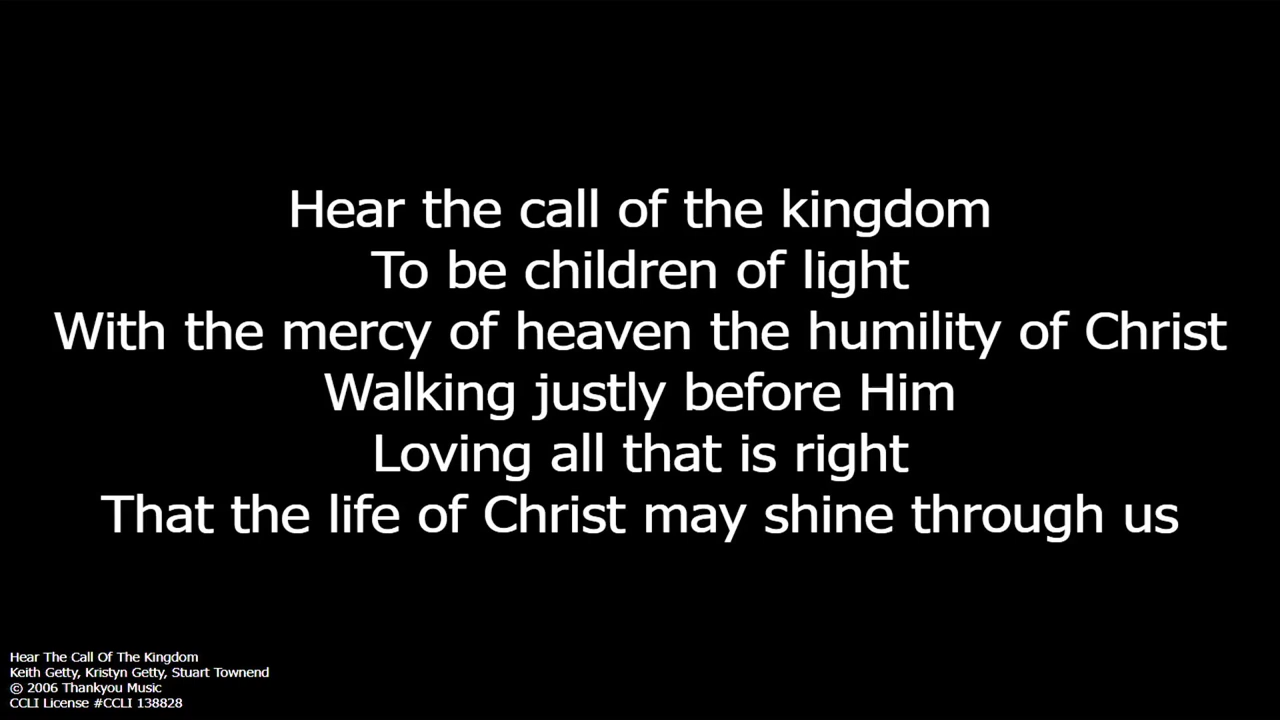 Hear the call of the kingdom
To be children of light
With the mercy of heaven the humility of Christ
Walking justly before Him
Loving all that is right
That the life of Christ may shine through us
Hear The Call Of The Kingdom
Keith Getty, Kristyn Getty, Stuart Townend
© 2006 Thankyou Music
CCLI License #CCLI 138828